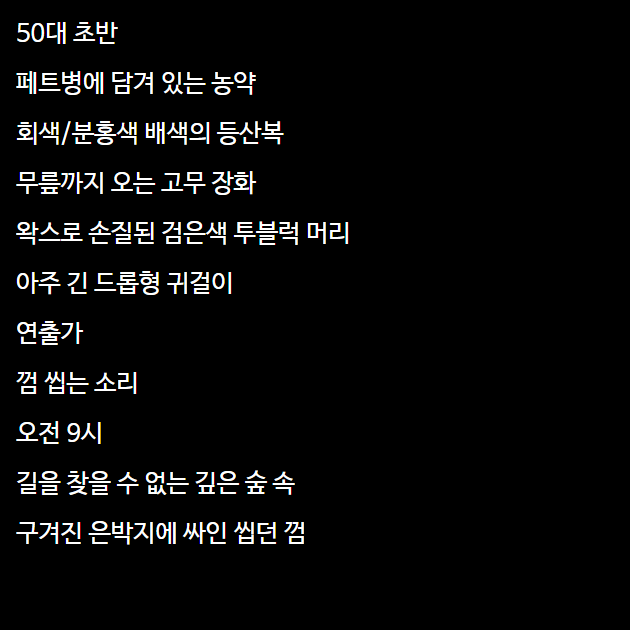 50대 초반
페트병에 담겨 있는 농약
회색/분홍색 배색의 등산복
무릎까지 오는 고무 장화
왁스로 손질된 검은색 투블럭 머리
아주 긴 드롭형 귀걸이
연출가
껌 씹는 소리
오전 9시
길을 찾을 수 없는 깊은 숲 속
구겨진 은박지에 싸인 씹던 껌